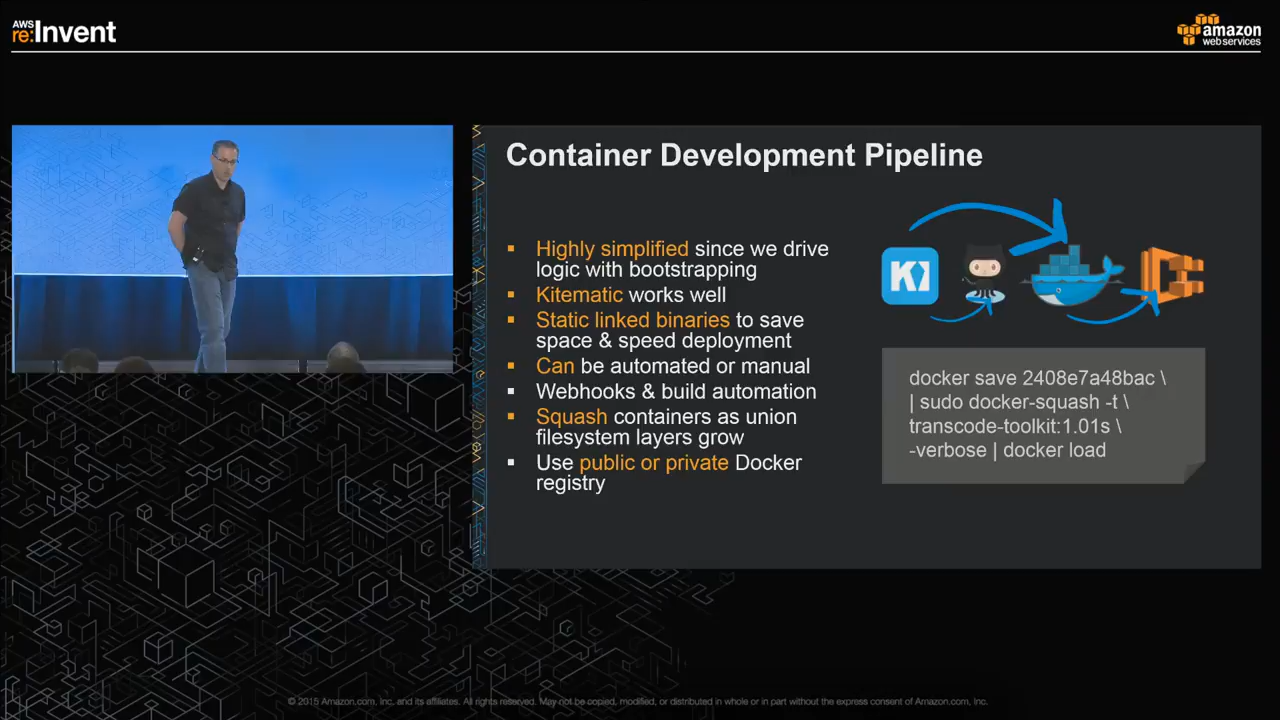 AWS
re:Invent
amazon
web services
Container Development Pipeline
Highly simplified since we drive
logic with bootstrapping
Kitematic works well
Static linked binaries to save
space & speed deployment
Can be automated or manual
Webhooks & build automation
Squash containers as union
filesystem layers grow
Use public or private Docker
registry
K
docker save 2408e7a48bac \
| sudo docker-squash -t \
transcode-toolkit:1.01s \
-verbose | docker load
© 2015 Amazon.com, Inc. and its affiliates. All rights reserved. May not be copied, modified, or distributed in whole or in part without the express consent of Amazon.com, Inc.